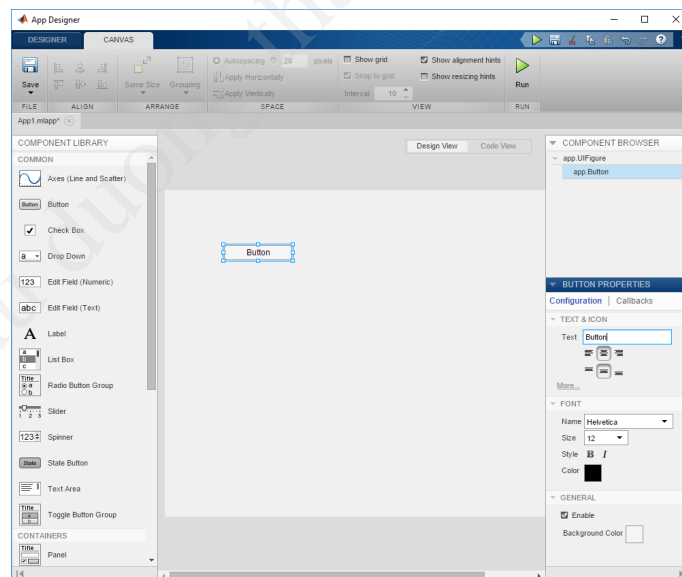 App Designer
DESIGNER CANVAS
Save
Same Size Grouping
Autospacing 20 pixels
Apply Horizontally
Apply Vertically
Show grid
Snap to grid
Interval: 10
Show alignment hints
Show resizing hints
Run
FILE ALIGN ARRANGE SPACE VIEW RUN
App1.mlapp*
COMPONENT LIBRARY
COMMON
Axes (Line and Scatter)
Button Button
Check Box
a Drop Down
123 Edit Field (Numeric)
abc Edit Field (Text)
A Label
a b c List Box
Title a b Radio Button Group
1 2 3 Slider
123 Spinner
State State Button
Text Area
Title a b Toggle Button Group
CONTAINERS
Title Panel
Design View Code View
Button
COMPONENT BROWSER
app.UIFigure
app.Button
BUTTON PROPERTIES
Configuration | Callbacks
TEXT & ICON
Text Button
More...
FONT
Name Helvetica
Size 12
Style B I
Color
GENERAL
Enable
Background Color